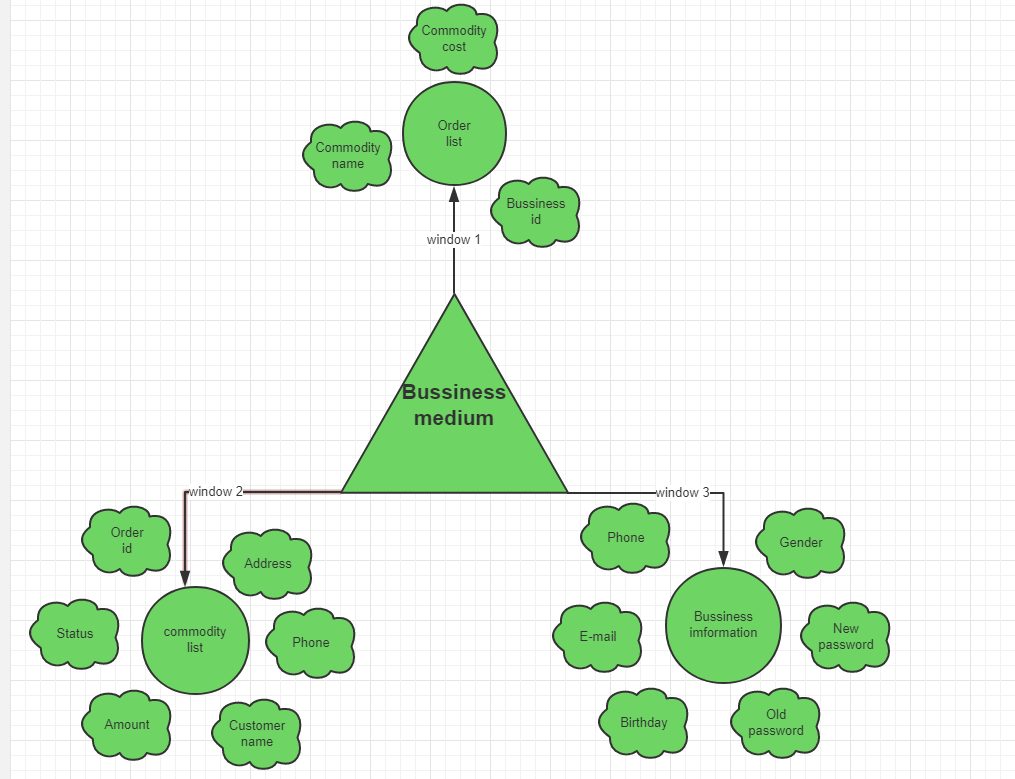 Commodity
cost
Order
list
Commodity
name
Bussiness
id
window 1
Bussiness
medium
window 2
window 3
Order
id
Address
Status
commodity
list
Phone
Amount
Customer
name
Phone
Gender
E-mail
Bussiness
imformation
New
password
Birthday
Old
password